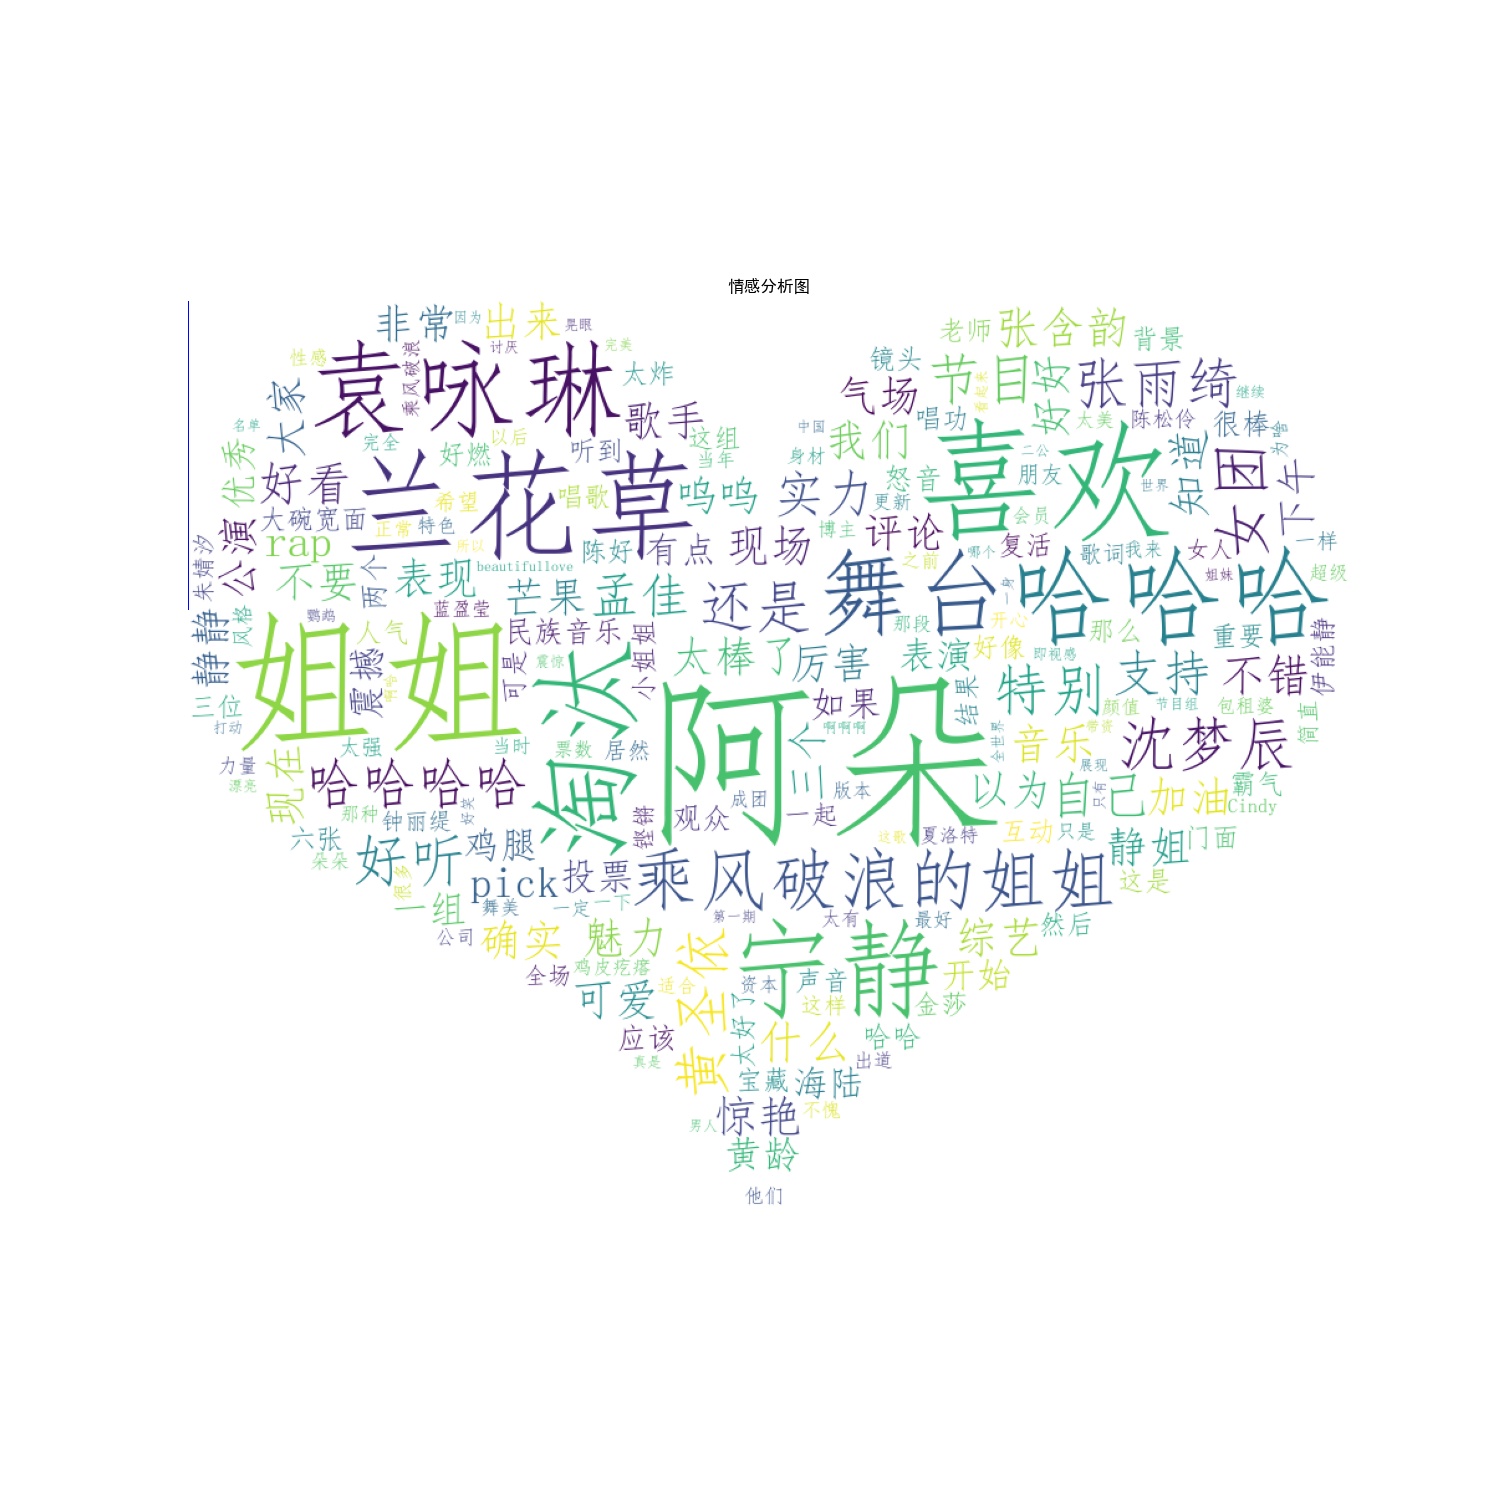 情感分析图
非常
因为
出来
晃眼
性感
乘风破浪
讨厌
完美
袁咏琳
太炸
大家
名单
优秀
完全
好燃
以后
听到
歌手
这组
当年
好看
兰花草
希望
唱歌
呜呜
大碗宽面
正常
特色
所以
陈好
有点
现场
公演
rap
朱婧汐
不要
两个
表现
beautifullove
芒果
孟佳
还是
老师
张含韵
背景
镜头
节目
好好
张雨绮
继续
气场
看起来
唱功
大美
陈松伶
很棒
为啥
中国
我们
喜欢
二公
知道
女团
下午
身材
怒音
朋友
世界
实力
更新
会员
博主
评论
复活
歌词
我来
女人
一样
之前
哪个
姐妹
超级
舞台
一身
哈哈哈
静静
风格
鹦鹉
蓝盈莹
民族音乐
小姐姐
那段
开心
那么
重要
伊能静
姐姐
人气
震撼
啊哈
可是
震惊
海沃
太棒了
厉害
表演
好像
即视感
特别
支持
不错
三位
打动
如果
结果
颜值
节目组
包租婆
简直
阿朵
三个
啊啊啊
全世界
音乐
带资
沈梦辰
力量
太强
当时
票数
居然
漂亮
现在
哈哈哈哈
成团
版本
以为
展现
只有
自己
加油
霸气
Cindy
那种
钟丽缇
好笑
铿锵
观众
一起
这歌
夏洛特
互动
只是
静姐
门面
六张
朵朵
好听
鸡腿
很多
pick
投票
乘风破浪的姐姐
这是
一组
舞美
一定
一下
第一期
太有
最好
然后
公司
确实
魅力
黄圣依
宁静
综艺
全场
鸡皮疙瘩
适合
资本
声音
开始
可爱
太好了
这样
金莎
应该
什么
哈哈
真是
出道
宝藏
海陆
惊艳
不愧
男人
黄龄
他们